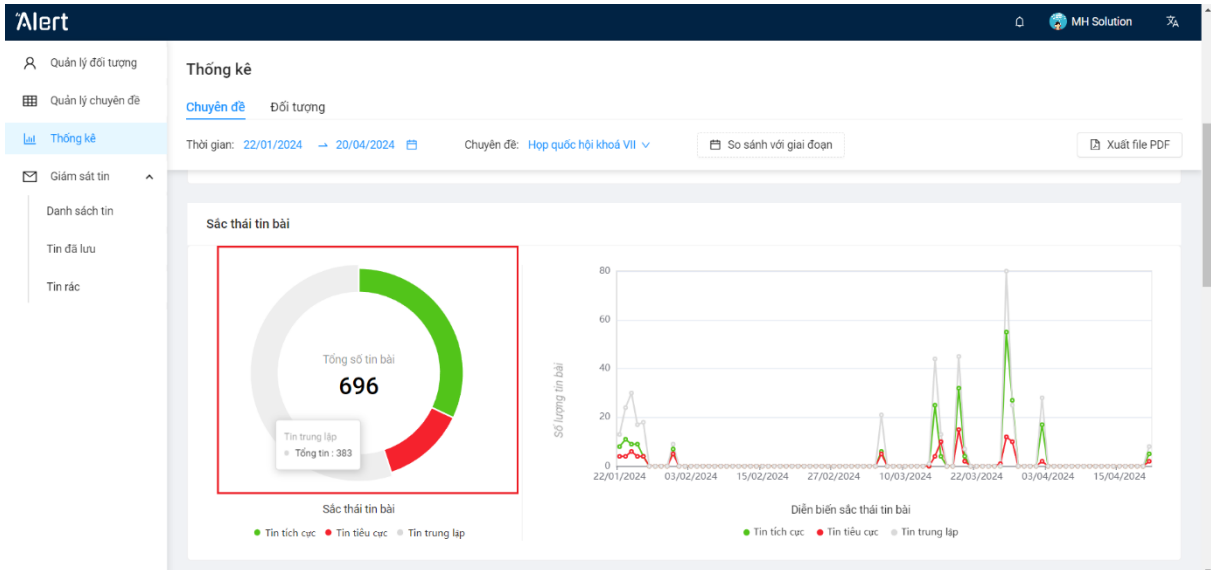 Alert
MH Solution
Quản lý đối tượng
Quản lý chuyên đề
Thống kê
Giám sát tin
Danh sách tin
Tin đã lưu
Tin rác
Thống kê
Chuyên đề Đối tượng
Thời gian: 22/01/2024 → 20/04/2024 Chuyên đề: Họp quốc hội khoá VII So sánh với giai đoạn Xuất file PDF
Sắc thái tin bài
Tổng số tin bài
696
Tin trung lập
Tổng tin : 383
Sắc thái tin bài
Tin tích cực Tin tiêu cực Tin trung lập
Số lượng tin bài
80
60
40
20
0
22/01/2024 03/02/2024 15/02/2024 27/02/2024 10/03/2024 22/03/2024 03/04/2024 15/04/2024
Diễn biến sắc thái tin bài
Tin tích cực Tin tiêu cực Tin trung lập